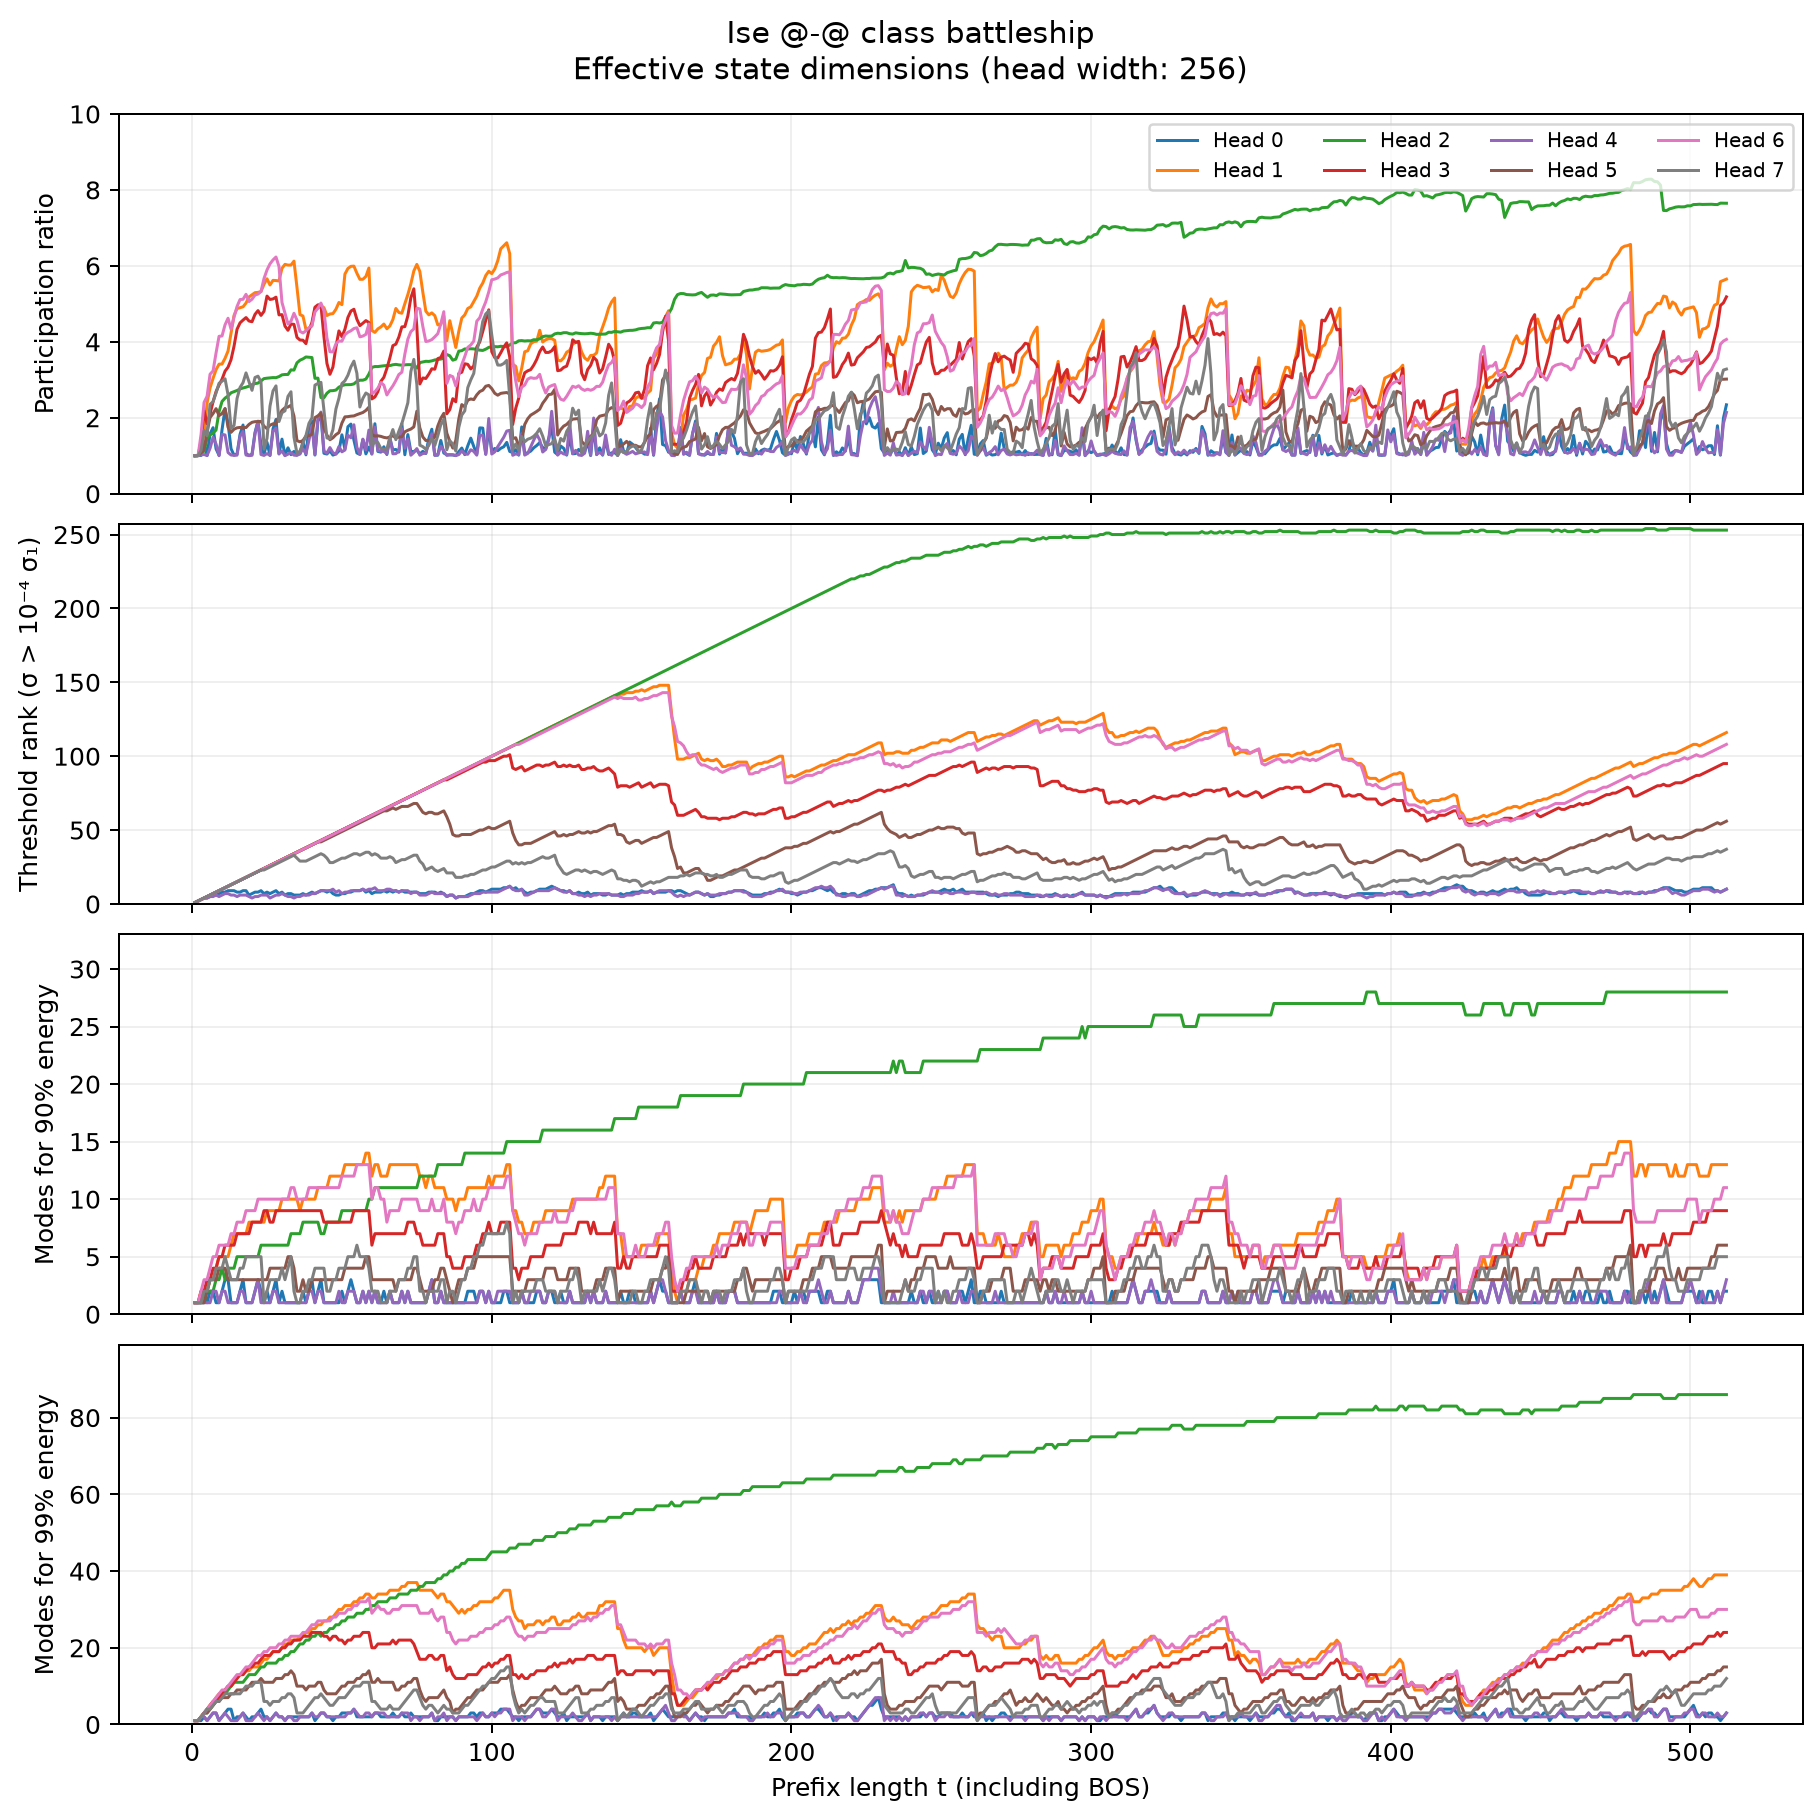 Ise @-@ class battleship
Effective state dimensions (head width: 256)
Participation ratio
10
8
6
4
2
0
Head 0
Head 2
Head 4
Head 6
Head 1
Head 3
Head 5
Head 7
Threshold rank (σ > 10⁻⁴ σ₁)
250
200
150
100
50
0
Modes for 90% energy
30
25
20
15
10
5
0
Modes for 99% energy
80
60
40
20
0
0
100
200
300
400
500
Prefix length t (including BOS)